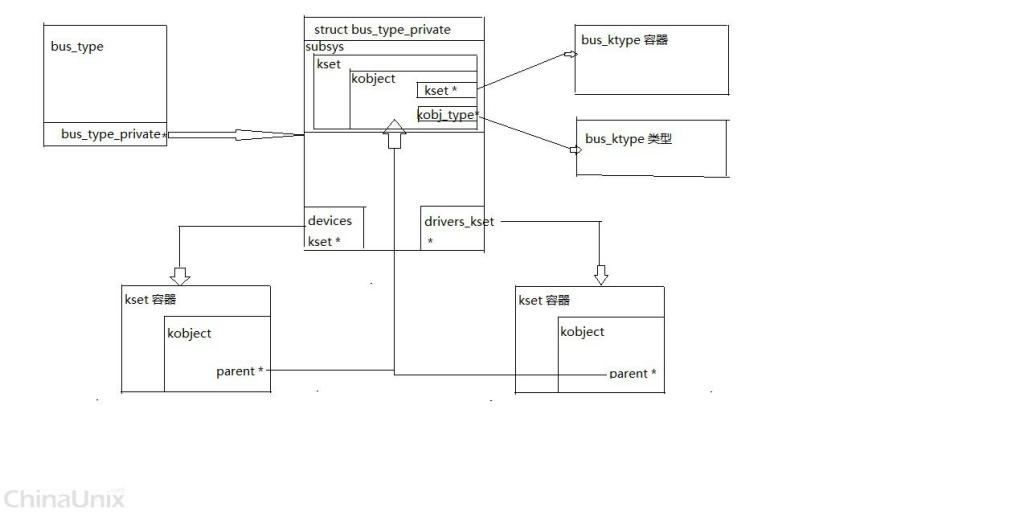 bus_type
bus_type_private*
struct bus_type_private
subsys
kset
kobject
kset *
kobj_type*
devices
kset *
drivers_kset
*
bus_ktype 容器
bus_ktype 类型
kset 容器
kobject
parent *
kset 容器
kobject
parent *
ChinaUnix
.net